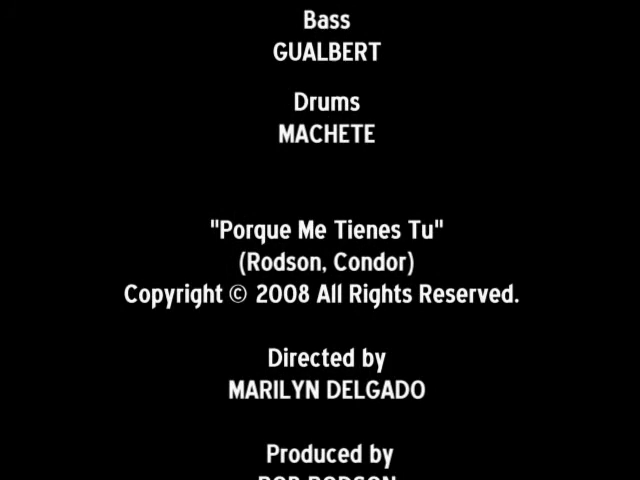 Bass
GUALBERT
Drums
MACHETE
"Porque Me Tienes Tu"
(Rodson, Condor)
Copyright © 2008 All Rights Reserved.
Directed by
MARILYN DELGADO
Produced by